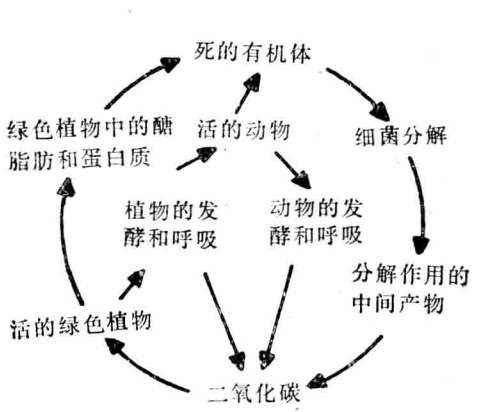 死的有机体
绿色植物中的醣
脂肪和蛋白质
活的动物
细菌分解
植物的发
酵和呼吸
动物的发
酵和呼吸
分解作用的
中间产物
活的绿色植物
二氧化碳